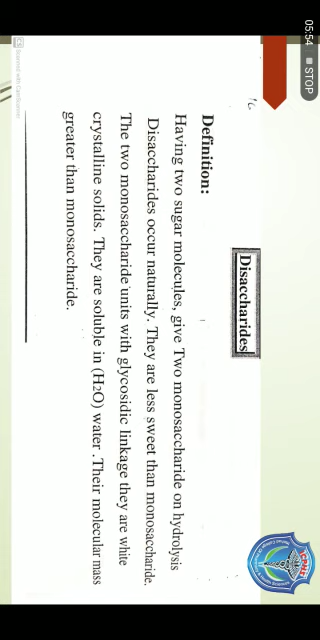 05:54 STOP
Disaccharides
Definition:
Having two sugar molecules, give Two monosaccharide on hydrolysis
Disaccharides occur naturally. They are less sweet than monosaccharide.
The two monosaccharide units with glycosidic linkage they are white
crystalline solids. They are soluble in (H2O) water .Their molecular mass
greater than monosaccharide.
CS Scanned with CamScanner